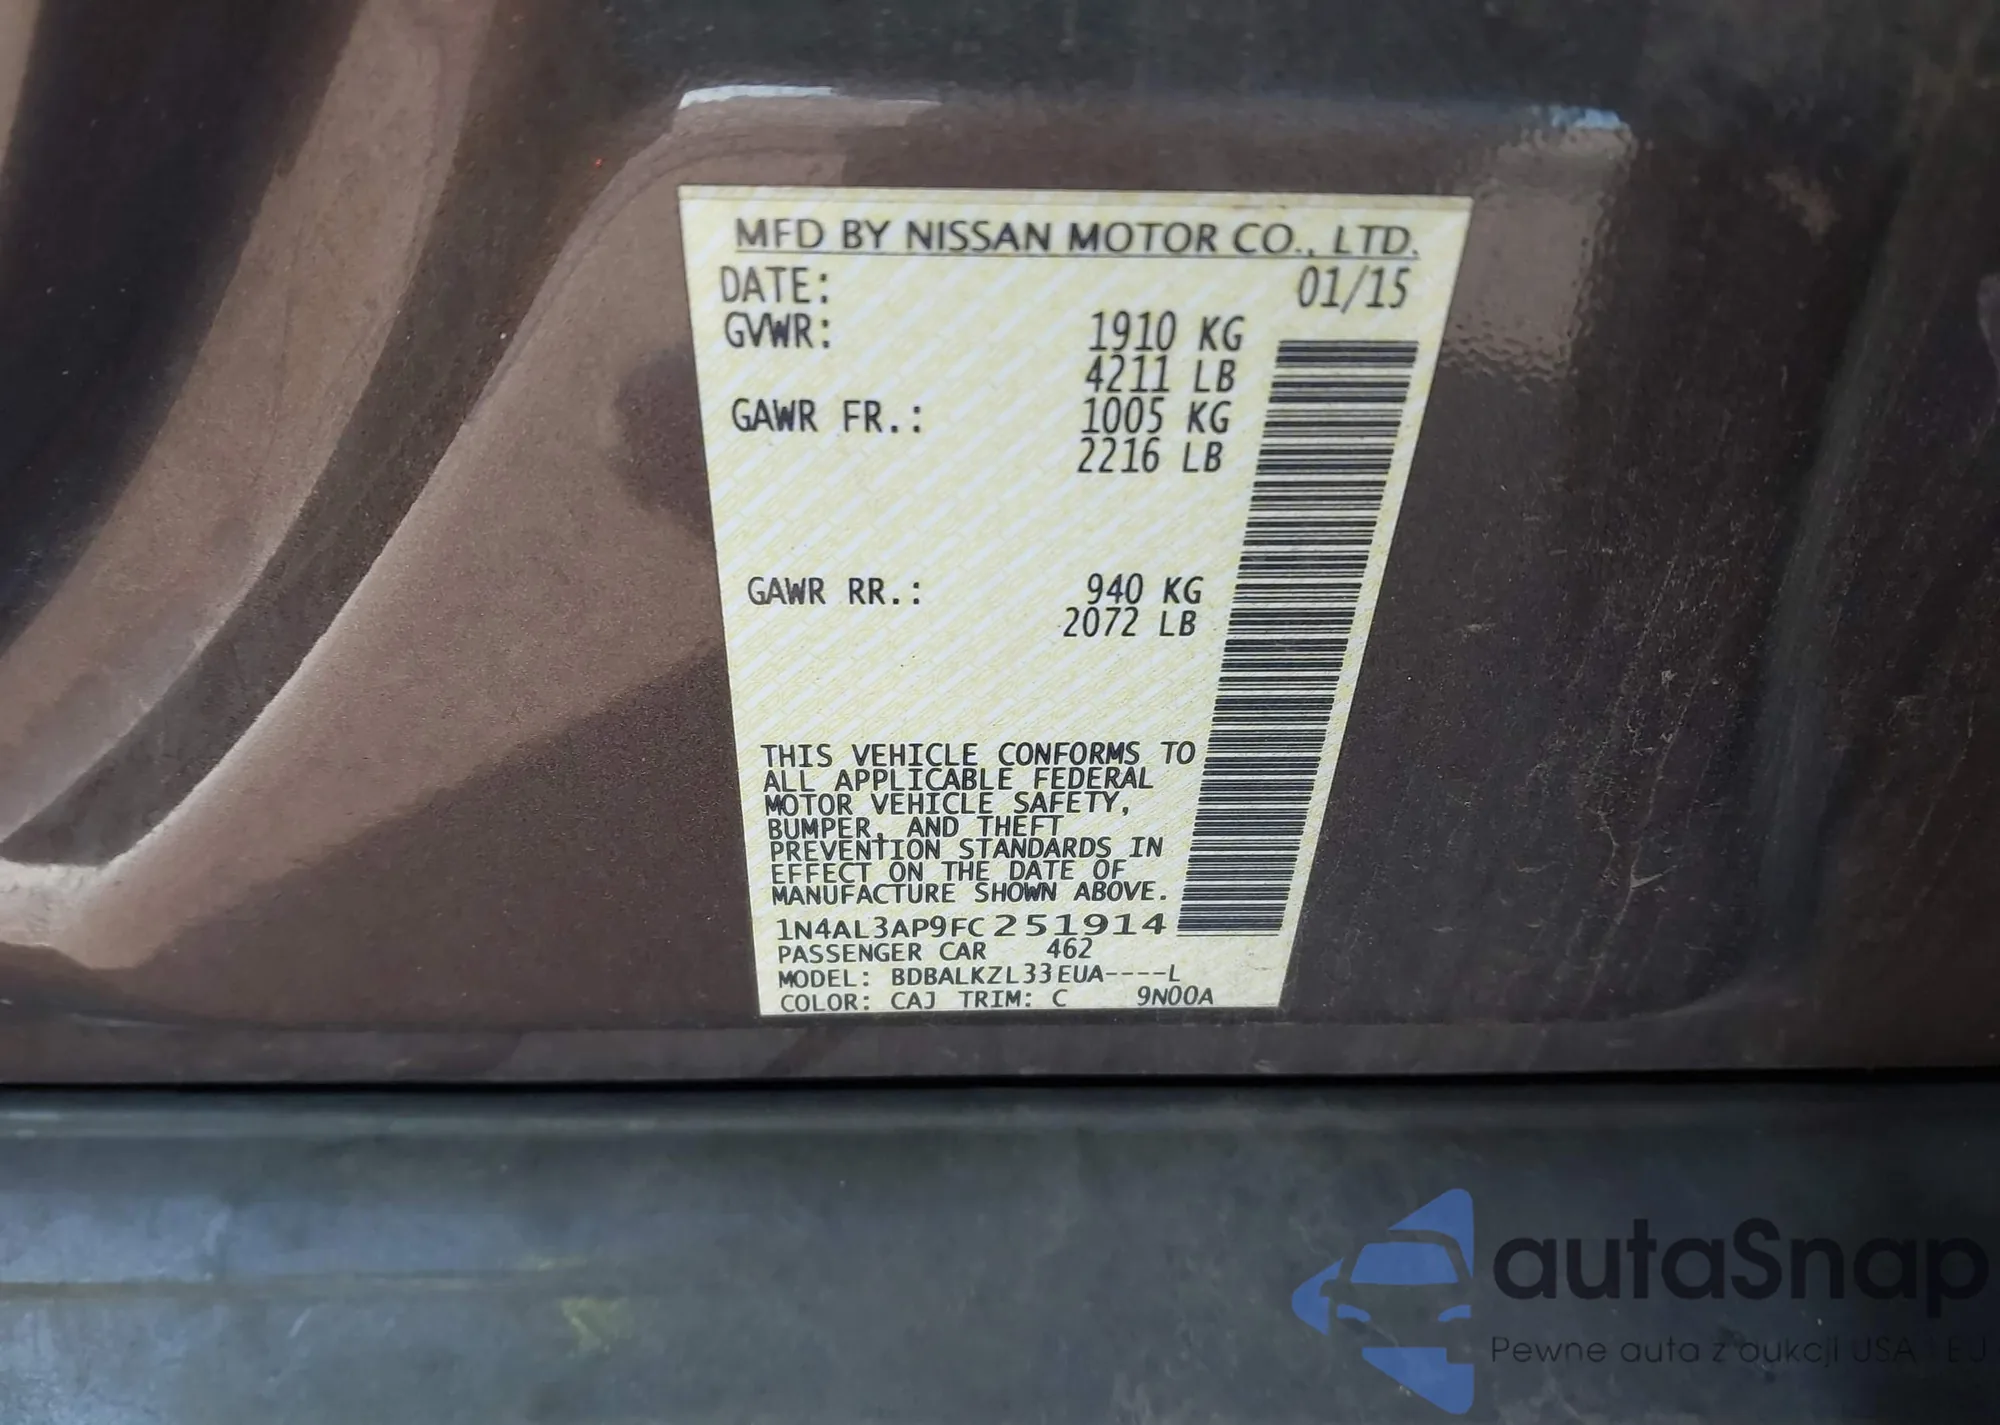 MFD BY NISSAN MOTOR CO., LTD.
DATE: 01/15
GVWR: 1910 KG
4211 LB
GAWR FR.: 1005 KG
2216 LB
GAWR RR.: 940 KG
2072 LB
THIS VEHICLE CONFORMS TO
ALL APPLICABLE FEDERAL
MOTOR VEHICLE SAFETY,
BUMPER, AND THEFT
PREVENTION STANDARDS IN
EFFECT ON THE DATE OF
MANUFACTURE SHOWN ABOVE.
1N4AL3AP9FC251914
PASSENGER CAR 462
MODEL: BDBALKZL33EUA----L
COLOR: CAJ TRIM: C 9N00A
autaSnap
Pewne auta z aukcji USA i EU